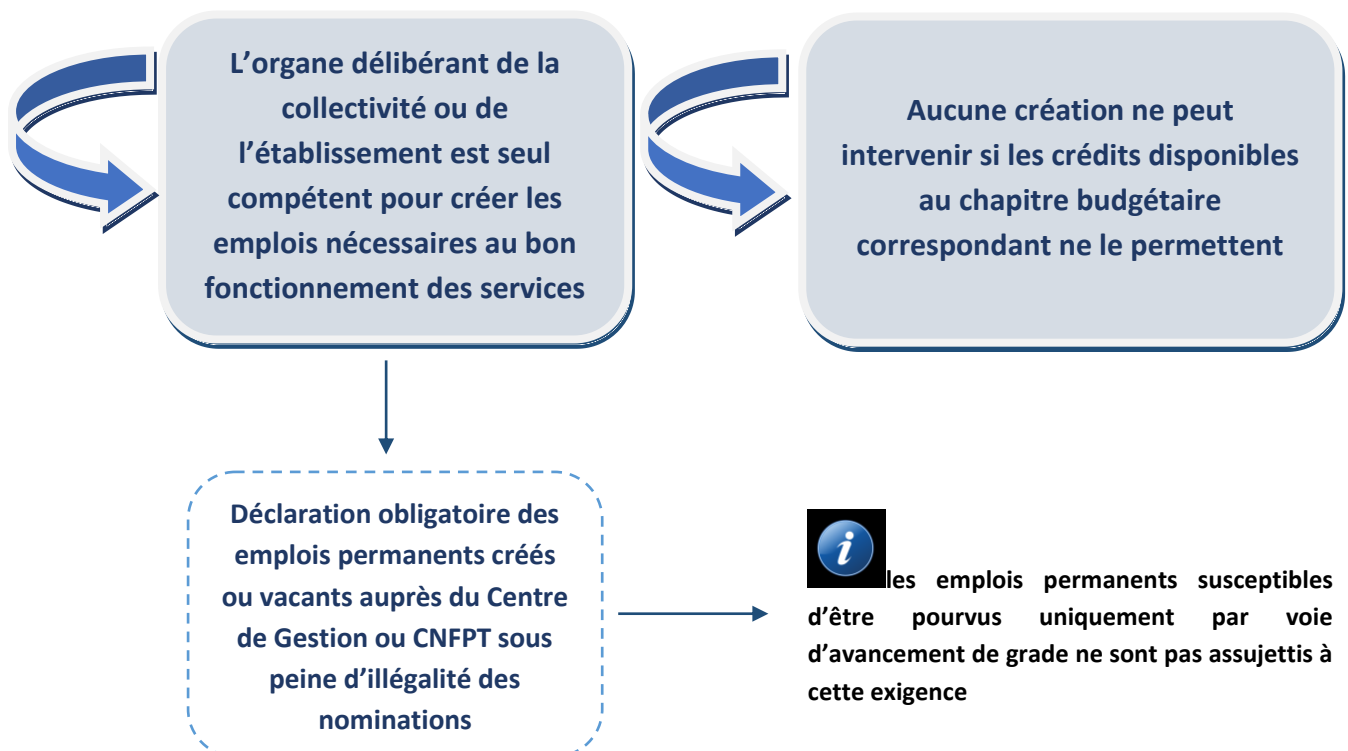 L’organe délibérant de la
collectivité ou de
l’établissement est seul
compétent pour créer les
emplois nécessaires au bon
fonctionnement des services
Aucune création ne peut
intervenir si les crédits disponibles
au chapitre budgétaire
correspondant ne le permettent
Déclaration obligatoire des
emplois permanents créés
ou vacants auprès du Centre
de Gestion ou CNFPT sous
peine d’illégalité des
nominations
i
les emplois permanents susceptibles
d’être pourvus uniquement par voie
d’avancement de grade ne sont pas assujettis à
cette exigence